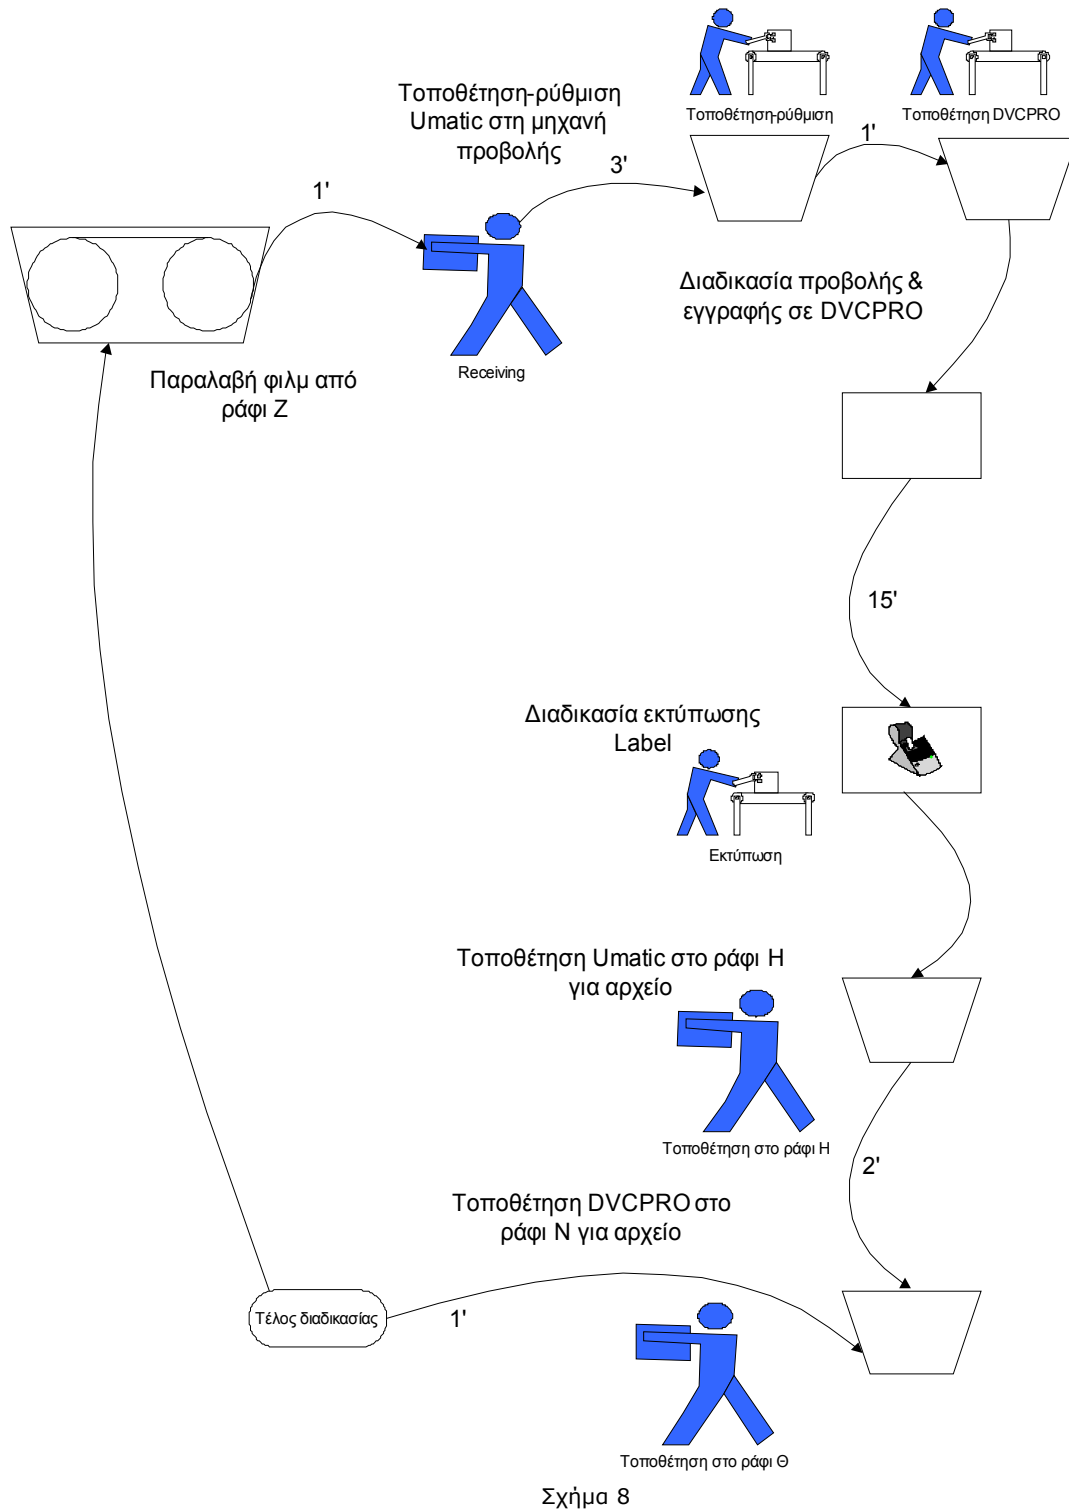 Τοποθέτηση-ρύθμιση
Umatic στη μηχανή
προβολής
Τοποθέτηση-ρύθμιση
Τοποθέτηση DVCPRO
1'
3'
1'
Διαδικασία προβολής &
εγγραφής σε DVCPRO
Receiving
Παραλαβή φιλμ από
ράφι Ζ
15'
Διαδικασία εκτύπωσης
Label
Εκτύπωση
Τοποθέτηση Umatic στο ράφι Η
για αρχείο
Τοποθέτηση στο ράφι Η
2'
Τοποθέτηση DVCPRO στο
ράφι Ν για αρχείο
Τέλος διαδικασίας
1'
Τοποθέτηση στο ράφι Θ
Σχήμα 8